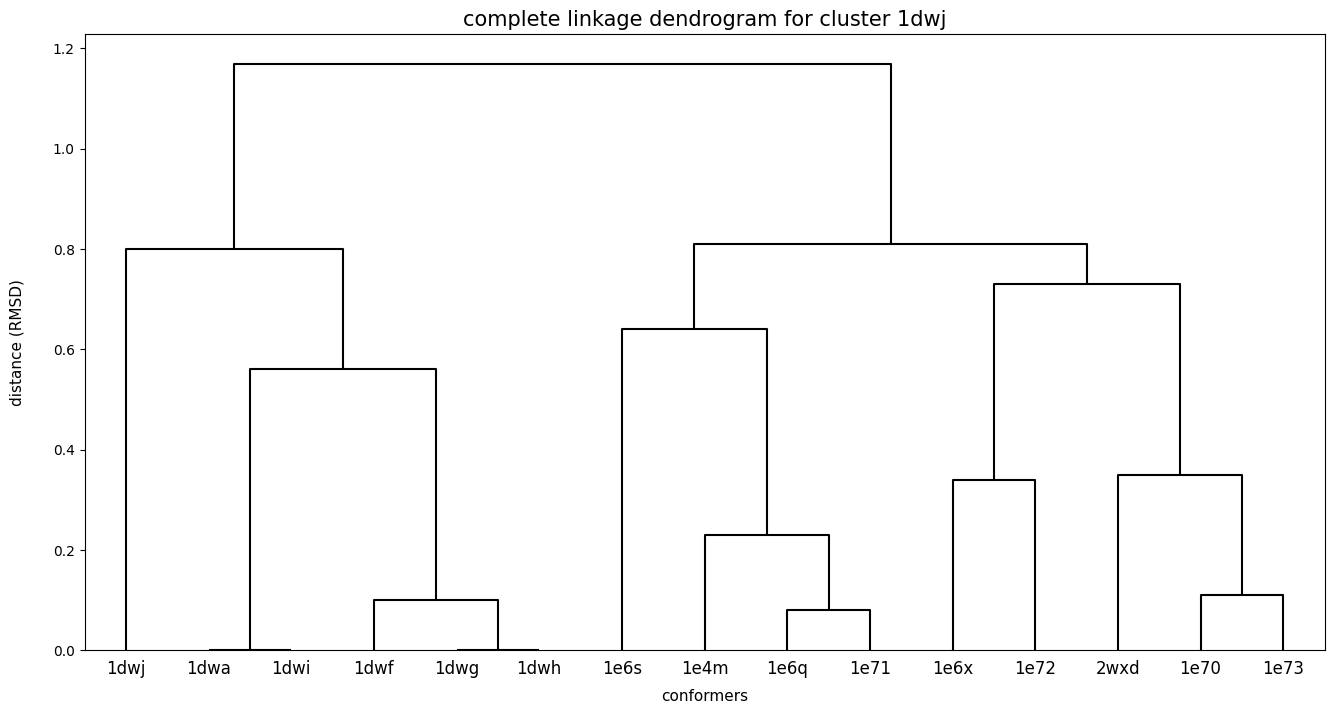 complete linkage dendrogram for cluster 1dwj
1.2
1.0
0.8
0.6
0.4
0.2
0.0
distance (RMSD)
1dwj 1dwa 1dwi 1dwf 1dwg 1dwh 1e6s 1e4m 1e6q 1e71 1e6x 1e72 2wxd 1e70 1e73
conformers